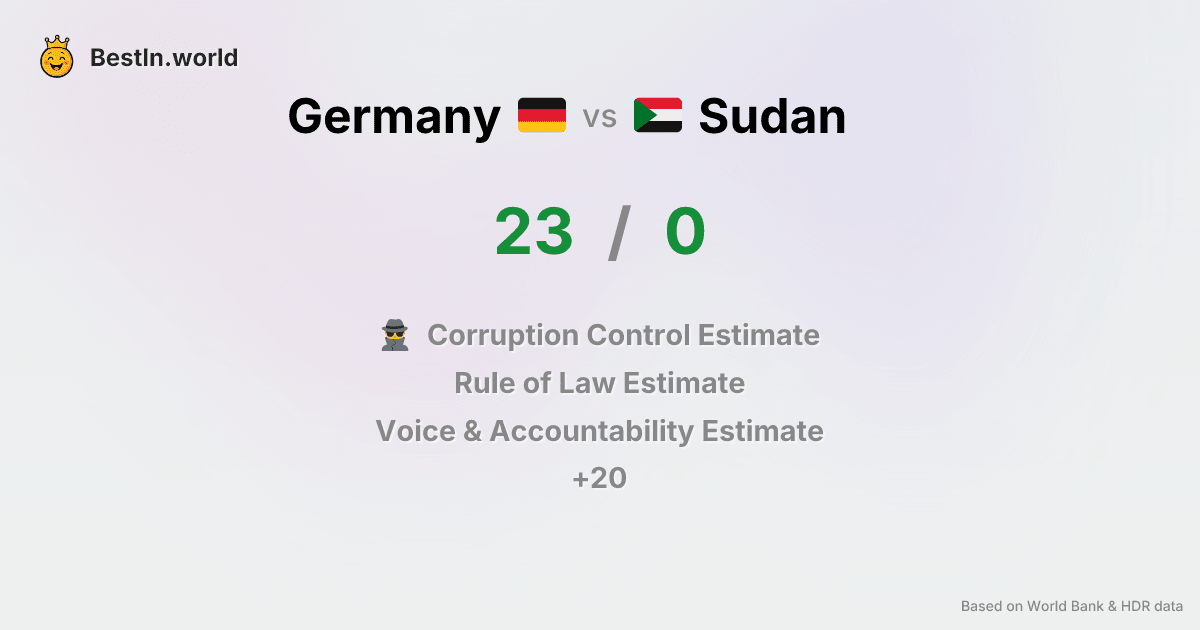 BestIn.world
Germany vs Sudan
23 / 0
Corruption Control Estimate
Rule of Law Estimate
Voice & Accountability Estimate
+20
Based on World Bank & HDR data